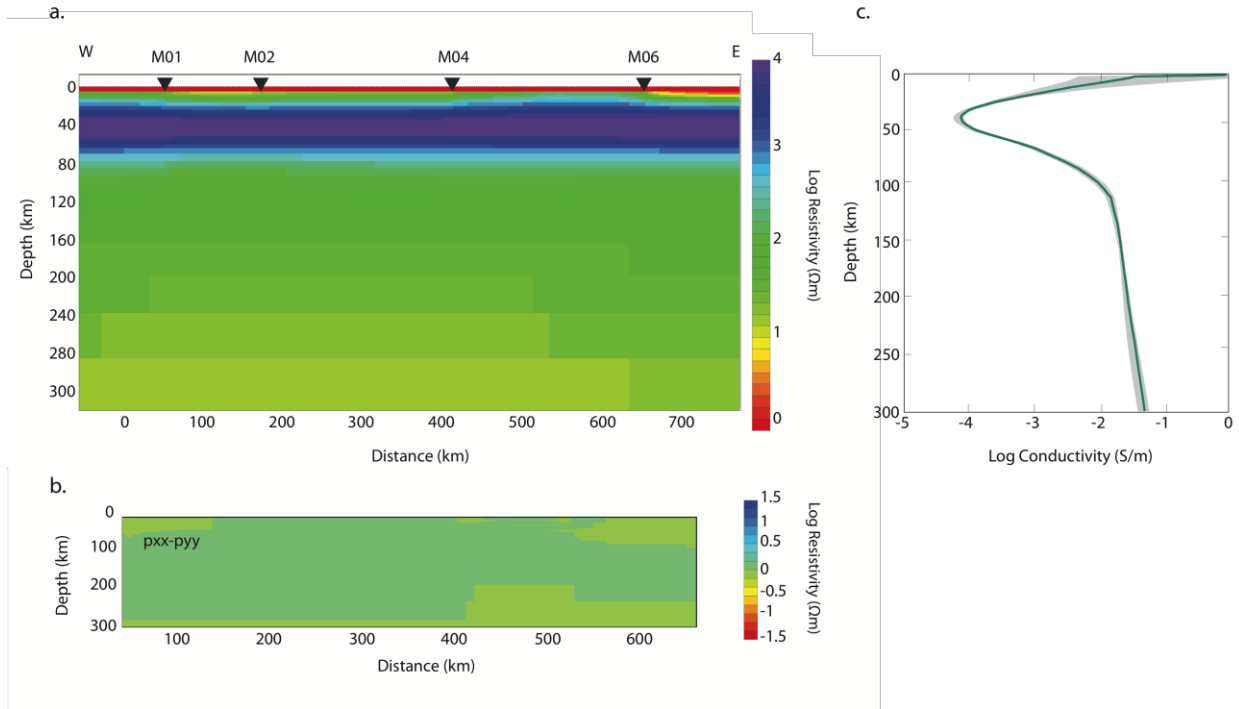 a.
W
M01
M02
M04
M06
E
0
40
80
120
160
200
240
280
300
Depth (km)
0
100
200
300
400
500
600
700
Distance (km)
4
3
2
1
0
Log Resistivity (Ωm)
b.
pxx-pyy
0
100
200
300
Depth (km)
100
200
300
400
500
600
Distance (km)
1.5
1
0.5
0
-0.5
-1
-1.5
Log Resistivity (Ωm)
c.
0
50
100
150
200
250
300
Depth (km)
-5
-4
-3
-2
-1
0
Log Conductivity (S/m)